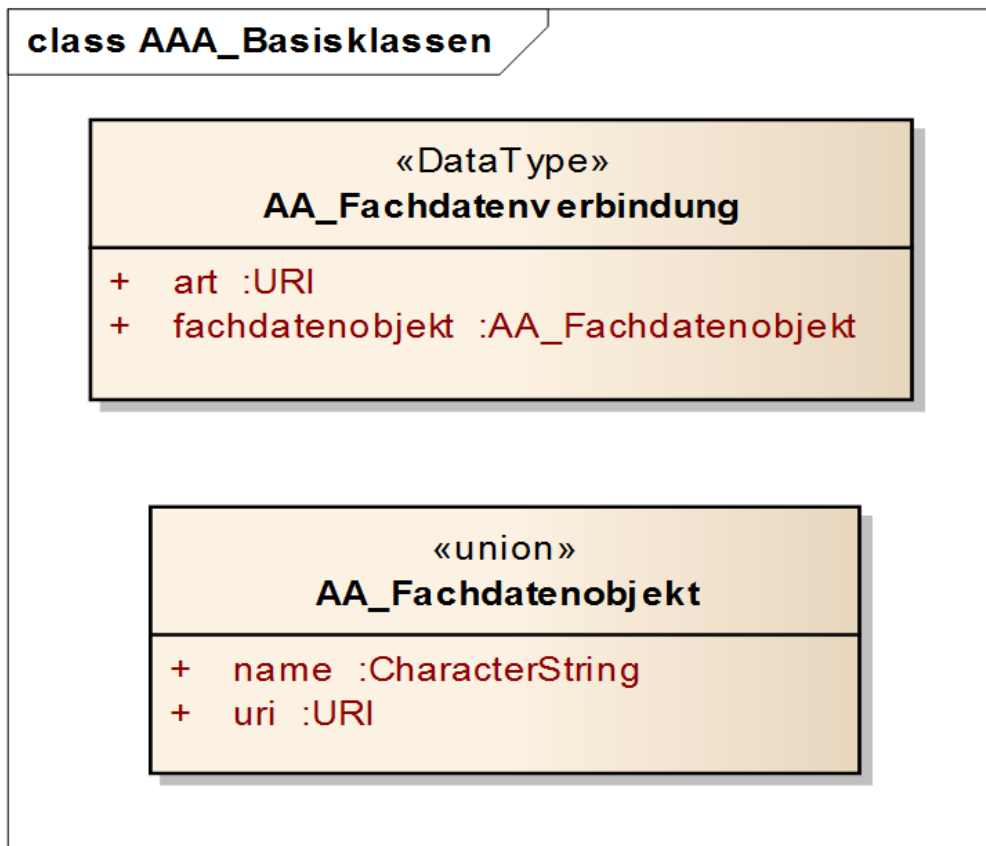 class AAA_Basisklassen
«DataType»
AA_Fachdatenverbindung
+ art :URI
+ fachdatenobjekt :AA_Fachdatenobjekt
«union»
AA_Fachdatenobjekt
+ name :CharacterString
+ uri :URI